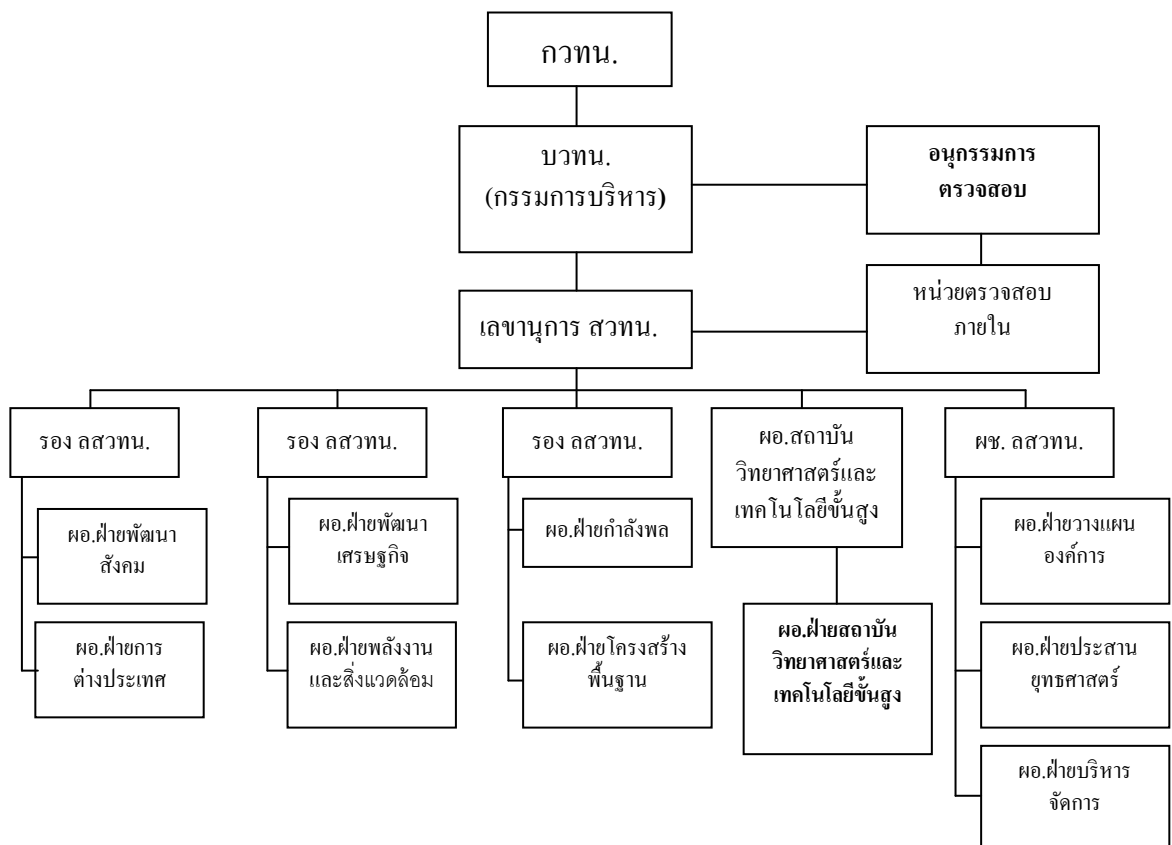 กวทน.
บวทน.
(กรรมการบริหาร)
อนุกรรมการ
ตรวจสอบ
เลขานุการ สวทน.
หน่วยตรวจสอบ
ภายใน
รอง ลสวทน.
รอง ลสวทน.
รอง ลสวทน.
ผอ.สถาบัน
วิทยาศาสตร์และ
เทคโนโลยีขั้นสูง
ผช. ลสวทน.
ผอ.ฝ่ายพัฒนา
สังคม
ผอ.ฝ่ายพัฒนา
เศรษฐกิจ
ผอ.ฝ่ายกำลังพล
ผอ.ฝ่ายวางแผน
องค์การ
ผอ.ฝ่ายการ
ต่างประเทศ
ผอ.ฝ่ายพลังงาน
และสิ่งแวดล้อม
ผอ.ฝ่ายโครงสร้าง
พื้นฐาน
ผอ.ฝ่ายสถาบัน
วิทยาศาสตร์และ
เทคโนโลยีขั้นสูง
ผอ.ฝ่ายประสาน
ยุทธศาสตร์
ผอ.ฝ่ายบริหาร
จัดการ